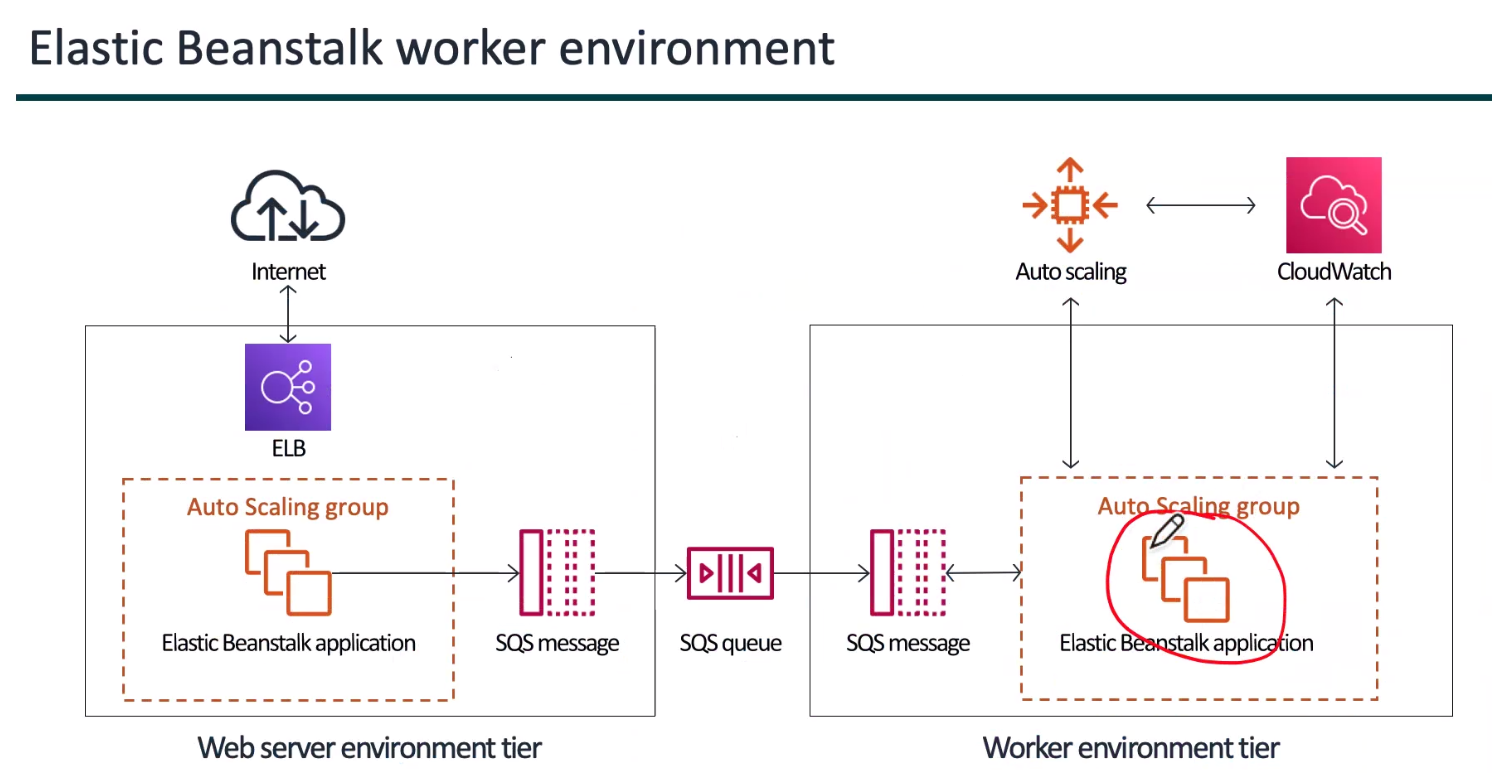 Elastic Beanstalk worker environment
Internet
Auto scaling
CloudWatch
ELB
Auto Scaling group
Elastic Beanstalk application
SQS message
SQS queue
SQS message
Auto Scaling group
Elastic Beanstalk application
Web server environment tier
Worker environment tier